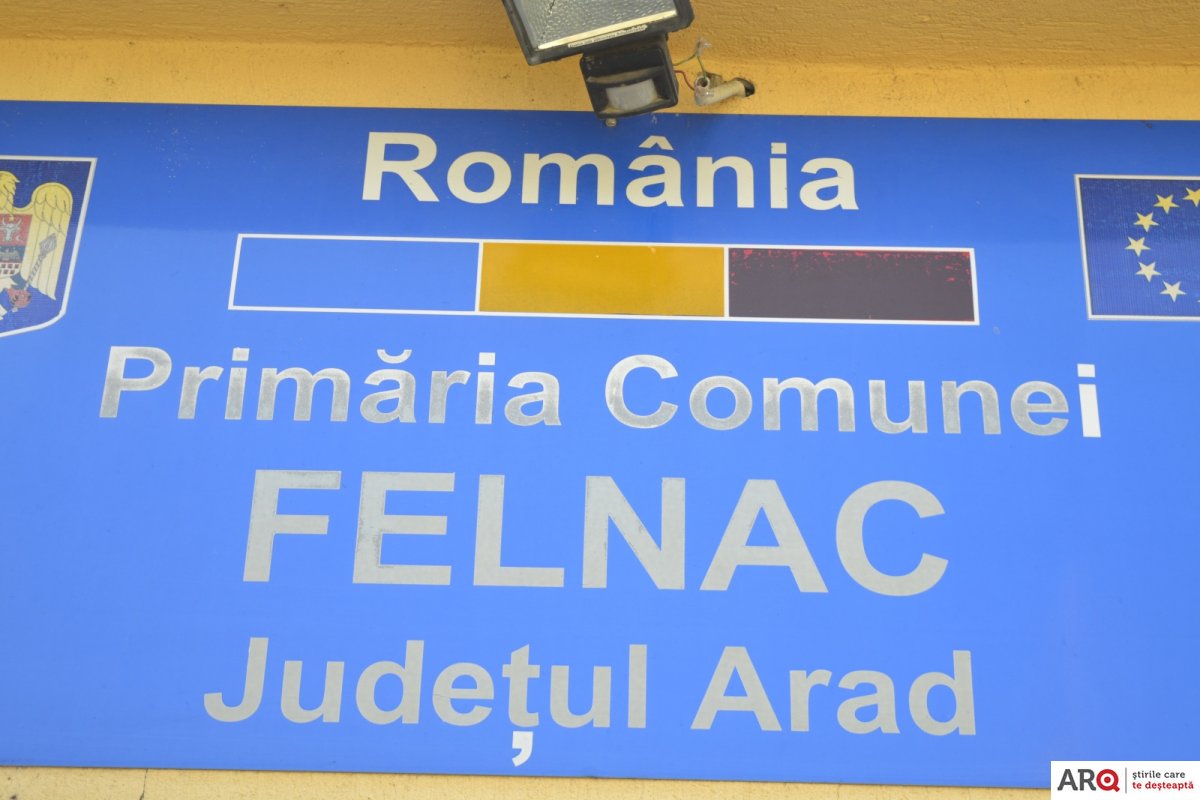 România
Primăria Comunei
FELNAC
Județul Arad
ARQ
știrile care
te deșteaptă